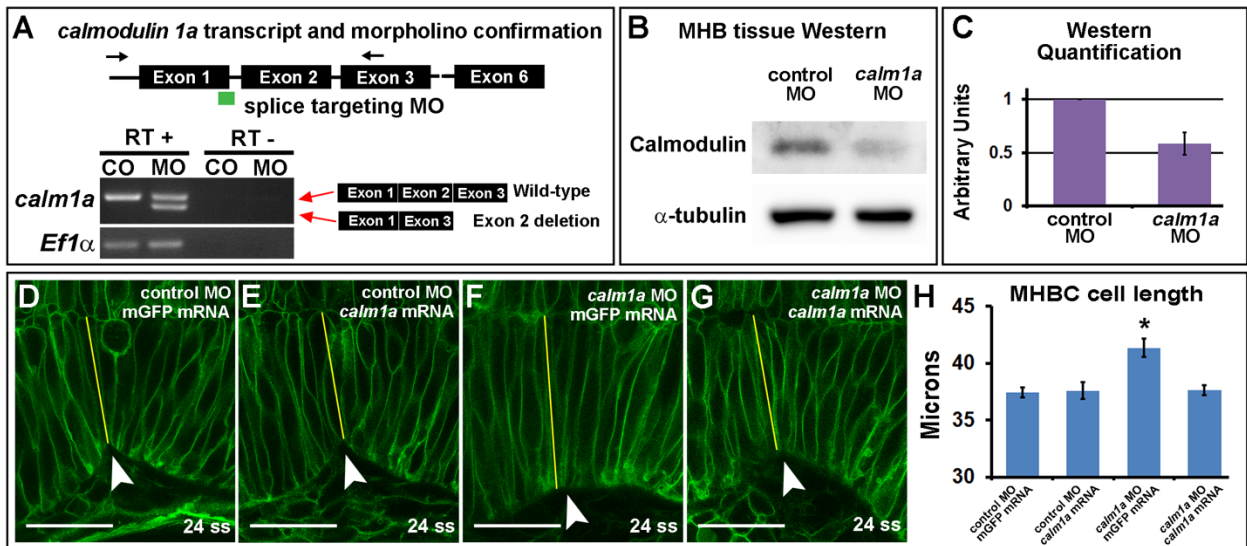 A
calmodulin 1a transcript and morpholino confirmation
Exon 1 Exon 2 Exon 3 Exon 6
splice targeting MO
RT + RT -
CO MO CO MO
calm1a
Exon 1 Exon 2 Exon 3 Wild-type
Exon 1 Exon 3 Exon 2 deletion
Ef1α
B
MHB tissue Western
control MO
calm1a MO
Calmodulin
α-tubulin
C
Western
Quantification
Arbitrary Units
1
0.5
0
control
MO
calm1a
MO
D
control MO
mGFP mRNA
24 ss
E
control MO
calm1a mRNA
24 ss
F
calm1a MO
mGFP mRNA
24 ss
G
calm1a MO
calm1a mRNA
24 ss
H
MHBC cell length
Microns
45
40
35
30
*
control MO
mGFP mRNA
control MO
calm1a mRNA
calm1a MO
mGFP mRNA
calm1a MO
calm1a mRNA